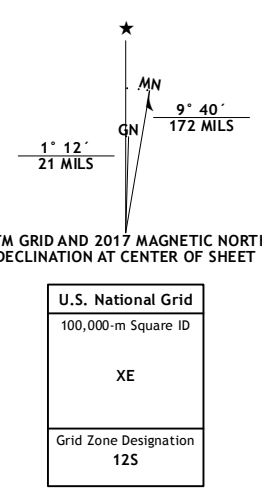 MN
GN
9° 40´
172 MILS
1° 12´
21 MILS
TM GRID AND 2017 MAGNETIC NORTH
DECLINATION AT CENTER OF SHEET
U.S. National Grid
100,000-m Square ID
XE
Grid Zone Designation
12S